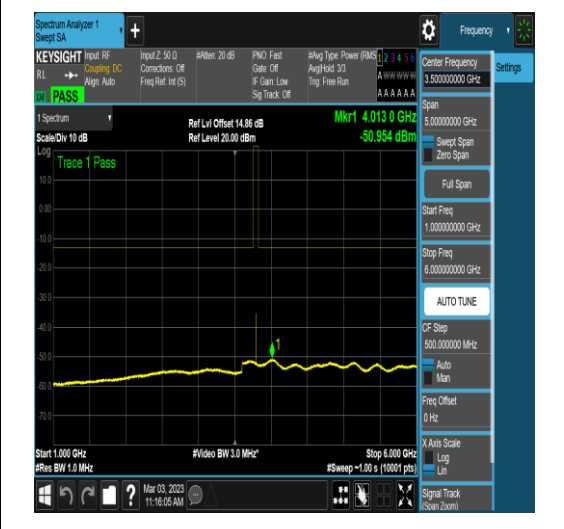 Spectrum Analyzer 1
Swept SA
Frequency
KEYSIGHT
RL
PASS
Input: RF
Coupling: DC
Align: Auto
Input Z: 50 Ω
Corrections: Off
Freq Ref: Int (S)
#Atten: 20 dB
PNO: Fast
Gate: Off
IF Gain: Low
Sig Track: Off
#Avg Type: Power (RMS
Avg|Hold: 3/3
Trig: Free Run
1 2 3 4 5 6
A W W W W W
A A A A A A
1 Spectrum
Scale/Div 10 dB
Ref Lvl Offset 14.86 dB
Ref Level 20.00 dBm
Mkr1 4.013 0 GHz
-50.954 dBm
Log
Trace 1 Pass
10.0
0.00
-10.0
-20.0
-30.0
-40.0
-50.0
-60.0
-70.0
1
Start 1.000 GHz
#Res BW 1.0 MHz
#Video BW 3.0 MHz*
Stop 6.000 GHz
#Sweep ~1.00 s (10001 pts)
Mar 03, 2023
11:16:05 AM
Center Frequency
3.500000000 GHz
Settings
Span
5.00000000 GHz
Swept Span
Zero Span
Full Span
Start Freq
1.000000000 GHz
Stop Freq
6.000000000 GHz
AUTO TUNE
CF Step
500.000000 MHz
Auto
Man
Freq Offset
0 Hz
X Axis Scale
Log
Lin
Signal Track
(Span Zoom)